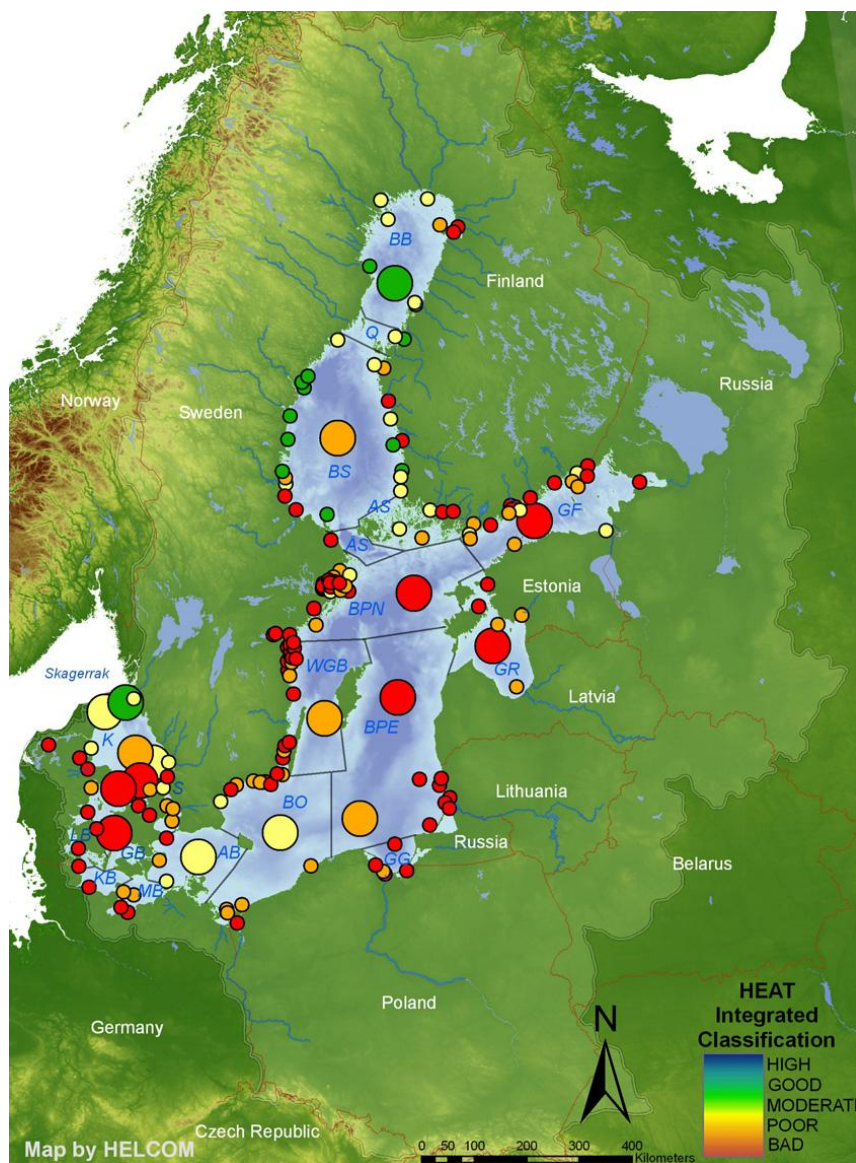 BB
Finland
Q
Russia
Norway
Sweden
BS
AS
AS
GF
Estonia
BPN
WGB
GR
Skagerrak
Latvia
BPE
K
S
Lithuania
BO
Russia
GB
AB
GG
Belarus
KB
MB
Poland
Germany
N
HEAT
Integrated
Classification
HIGH
GOOD
MODERATE
POOR
BAD
Czech Republic
Map by HELCOM
0 50 100 200 300 400
Kilometers